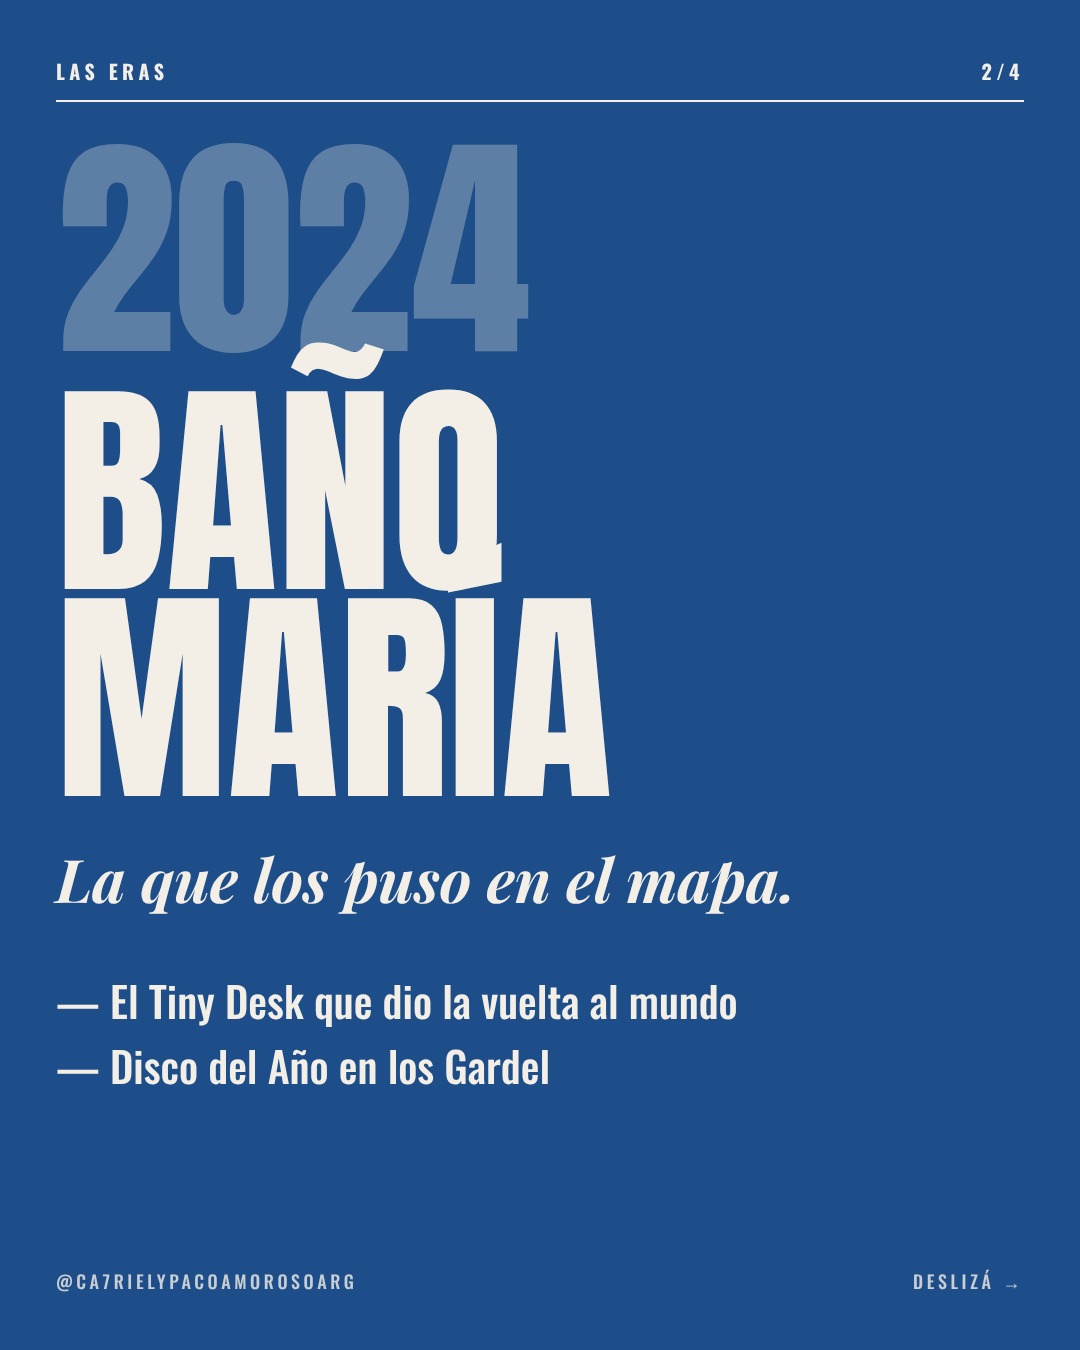 LAS ERAS
2/4
2024
BAÑQ
MARIA
La que los puso en el mapa.
— El Tiny Desk que dio la vuelta al mundo
— Disco del Año en los Gardel
@CA7RIELYPACOAMOROSOARG
DESLIZÁ →